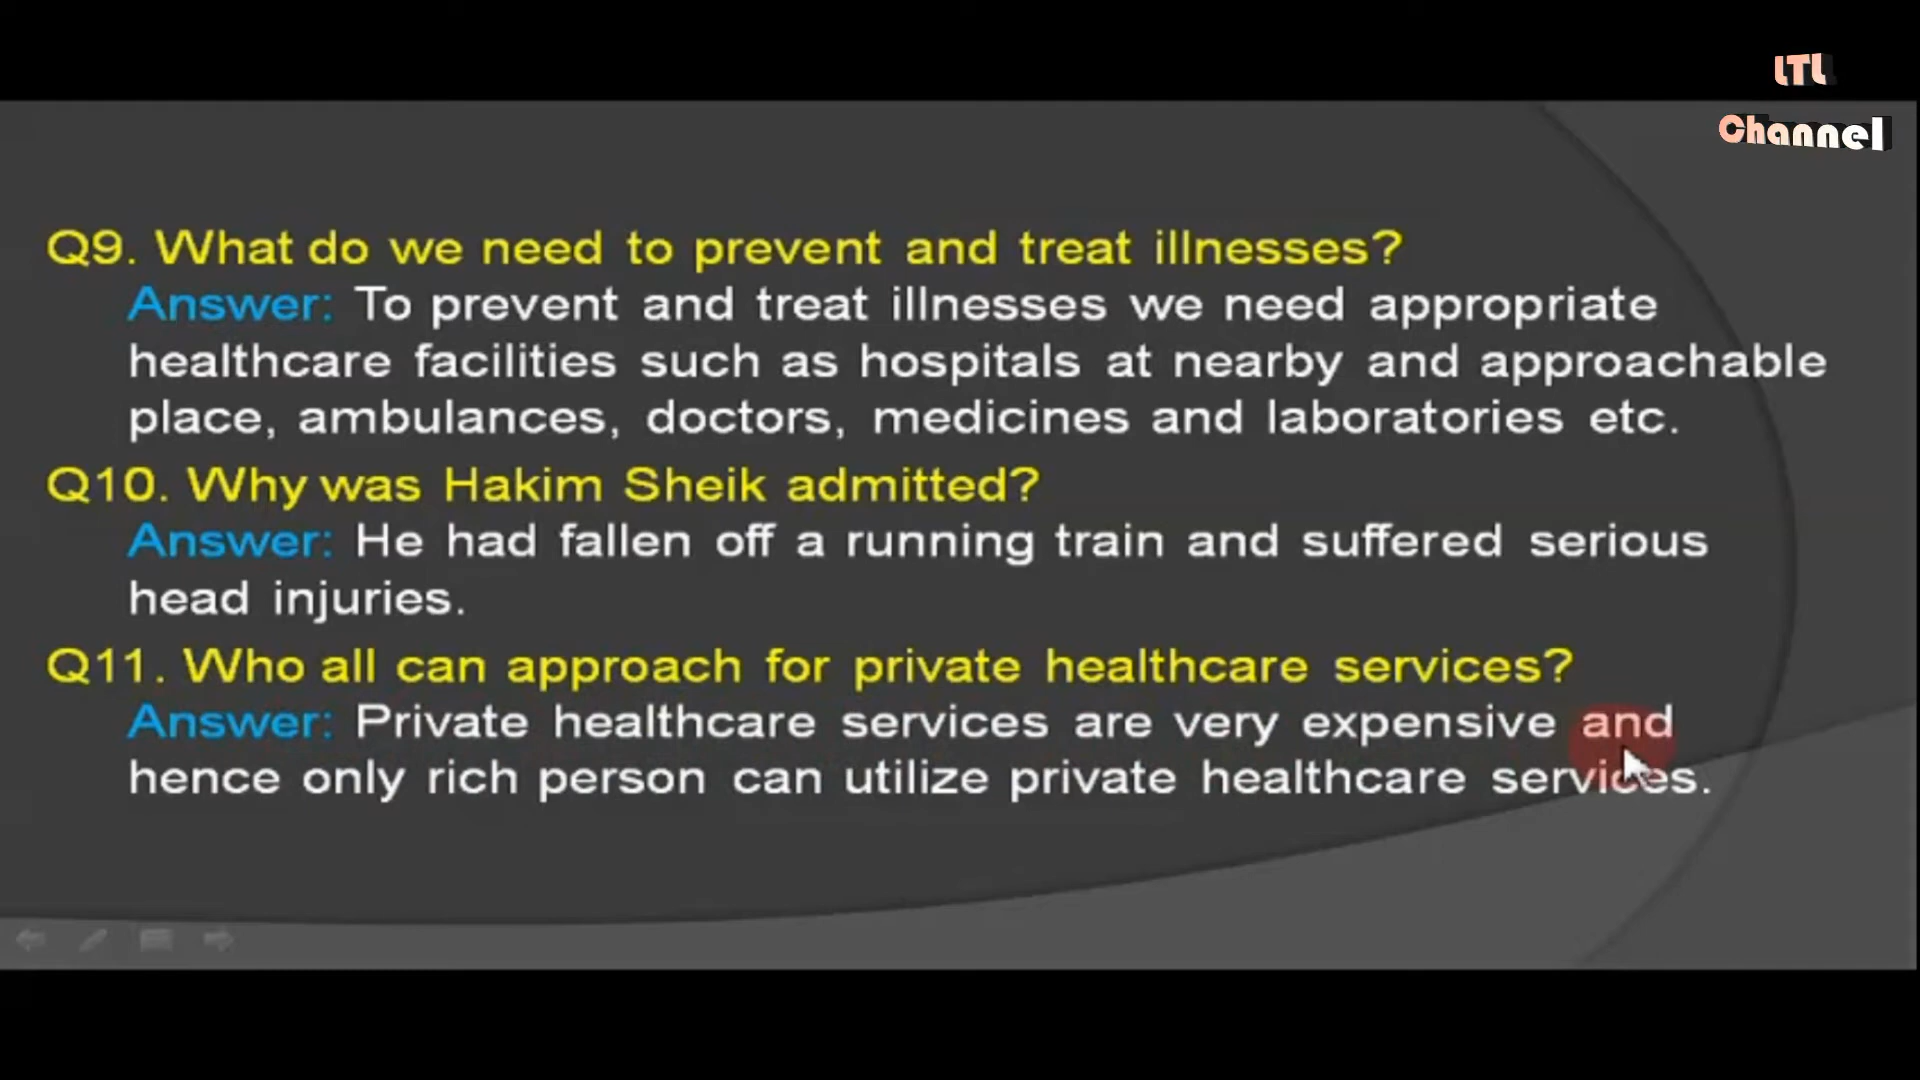 LTL
Channel
Q9. What do we need to prevent and treat illnesses?
Answer: To prevent and treat illnesses we need appropriate
healthcare facilities such as hospitals at nearby and approachable
place, ambulances, doctors, medicines and laboratories etc.
Q10. Why was Hakim Sheik admitted?
Answer: He had fallen off a running train and suffered serious
head injuries.
Q11. Who all can approach for private healthcare services?
Answer: Private healthcare services are very expensive and
hence only rich person can utilize private healthcare services.